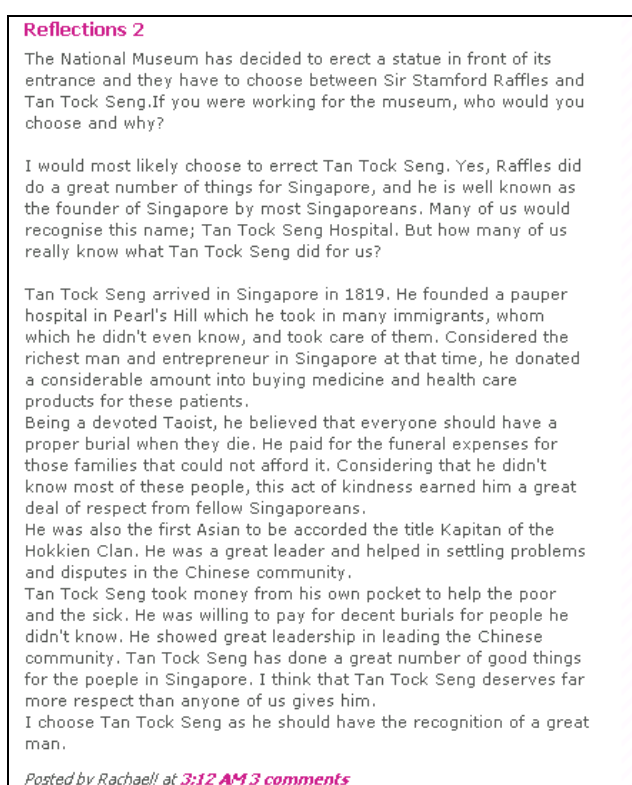 Reflections 2
The National Museum has decided to erect a statue in front of its
entrance and they have to choose between Sir Stamford Raffles and
Tan Tock Seng.If you were working for the museum, who would you
choose and why?
I would most likely choose to errect Tan Tock Seng. Yes, Raffles did
do a great number of things for Singapore, and he is well known as
the founder of Singapore by most Singaporeans. Many of us would
recognise this name; Tan Tock Seng Hospital. But how many of us
really know what Tan Tock Seng did for us?
Tan Tock Seng arrived in Singapore in 1819. He founded a pauper
hospital in Pearl's Hill which he took in many immigrants, whom
which he didn't even know, and took care of them. Considered the
richest man and entrepreneur in Singapore at that time, he donated
a considerable amount into buying medicine and health care
products for these patients.
Being a devoted Taoist, he believed that everyone should have a
proper burial when they die. He paid for the funeral expenses for
those families that could not afford it. Considering that he didn't
know most of these people, this act of kindness earned him a great
deal of respect from fellow Singaporeans.
He was also the first Asian to be accorded the title Kapitan of the
Hokkien Clan. He was a great leader and helped in settling problems
and disputes in the Chinese community.
Tan Tock Seng took money from his own pocket to help the poor
and the sick. He was willing to pay for decent burials for people he
didn't know. He showed great leadership in leading the Chinese
community. Tan Tock Seng has done a great number of good things
for the poeple in Singapore. I think that Tan Tock Seng deserves far
more respect than anyone of us gives him.
I choose Tan Tock Seng as he should have the recognition of a great
man.
Posted by Rachaell at 3:12 AM 3 comments